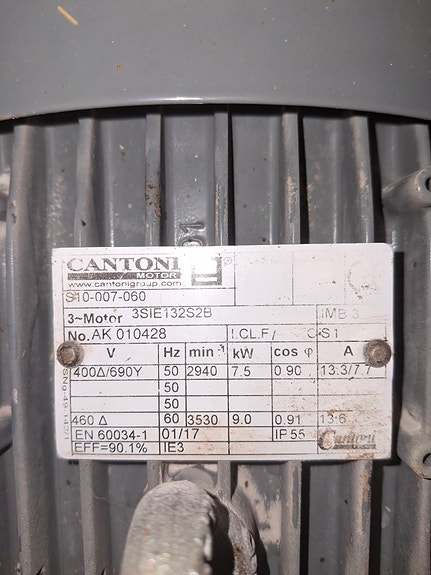 CANTONI
MOTOR
www.cantonigroup.com
S10-007-060
3~Motor 3SIE132S2B IMB 3
No. AK 010428 I.CL.F/ S1
V Hz min⁻¹ kW cos φ A
400Δ/690Y 50 2940 7.5 0.90 13.3/7.7
50
50
460 Δ 60 3530 9.0 0.91 13.6
EN 60034-1 01/17 IP 55 Cantoni
EFF=90.1% IE3